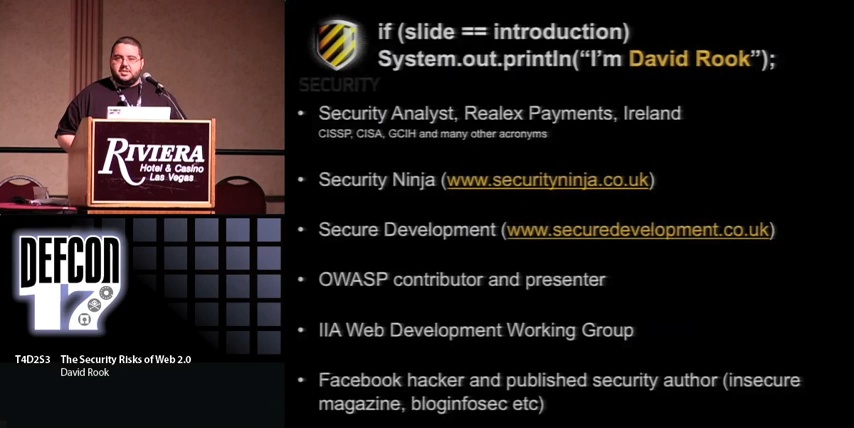 if (slide == introduction)
System.out.println("I'm David Rook");
SECURITY
• Security Analyst, Realex Payments, Ireland
CISSP, CISA, GCIH and many other acronyms
• Security Ninja (www.securityninja.co.uk)
• Secure Development (www.securedevelopment.co.uk)
• OWASP contributor and presenter
• IIA Web Development Working Group
• Facebook hacker and published security author (insecure
magazine, bloginfosec etc)
RIVIERA
Hotel & Casino
Las Vegas
DEFCON
17
T4D2S3 The Security Risks of Web 2.0
David Rook